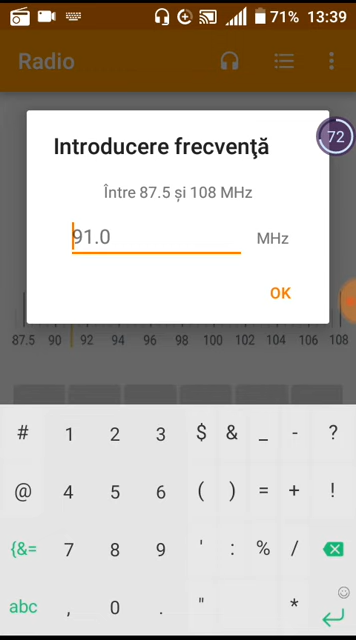 71% 13:39
Radio
72
Introducere frecvenţă
Între 87.5 și 108 MHz
91.0 MHz
OK
87.5 90 92 94 96 98 100 102 104 106 108
# 1 2 3 $ & _ - ?
@ 4 5 6 ( ) = + !
{&= 7 8 9 ' : % /
abc , 0 . " *